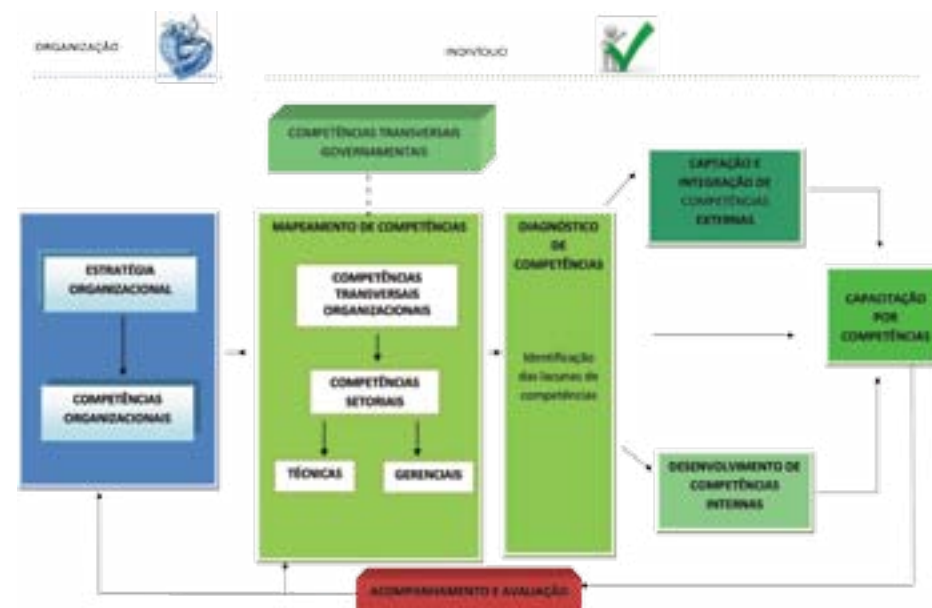 ORGANIZAÇÃO
INDIVÍDUO
COMPETÊNCIAS TRANSVERSAIS
GOVERNAMENTAIS
ESTRATÉGIA
ORGANIZACIONAL
COMPETÊNCIAS
ORGANIZACIONAIS
MAPEAMENTO DE COMPETÊNCIAS
COMPETÊNCIAS
TRANSVERSAIS
ORGANIZACIONAIS
COMPETÊNCIAS
SETORIAIS
TÉCNICAS
GERENCIAIS
DIAGNÓSTICO
DE
COMPETÊNCIAS
Identificação
das lacunas de
competências
CAPTAÇÃO E
INTEGRAÇÃO DE
COMPETÊNCIAS
EXTERNAS
DESENVOLVIMENTO DE
COMPETÊNCIAS
INTERNAS
CAPACITAÇÃO
POR
COMPETÊNCIAS
ACOMPANHAMENTO E AVALIAÇÃO